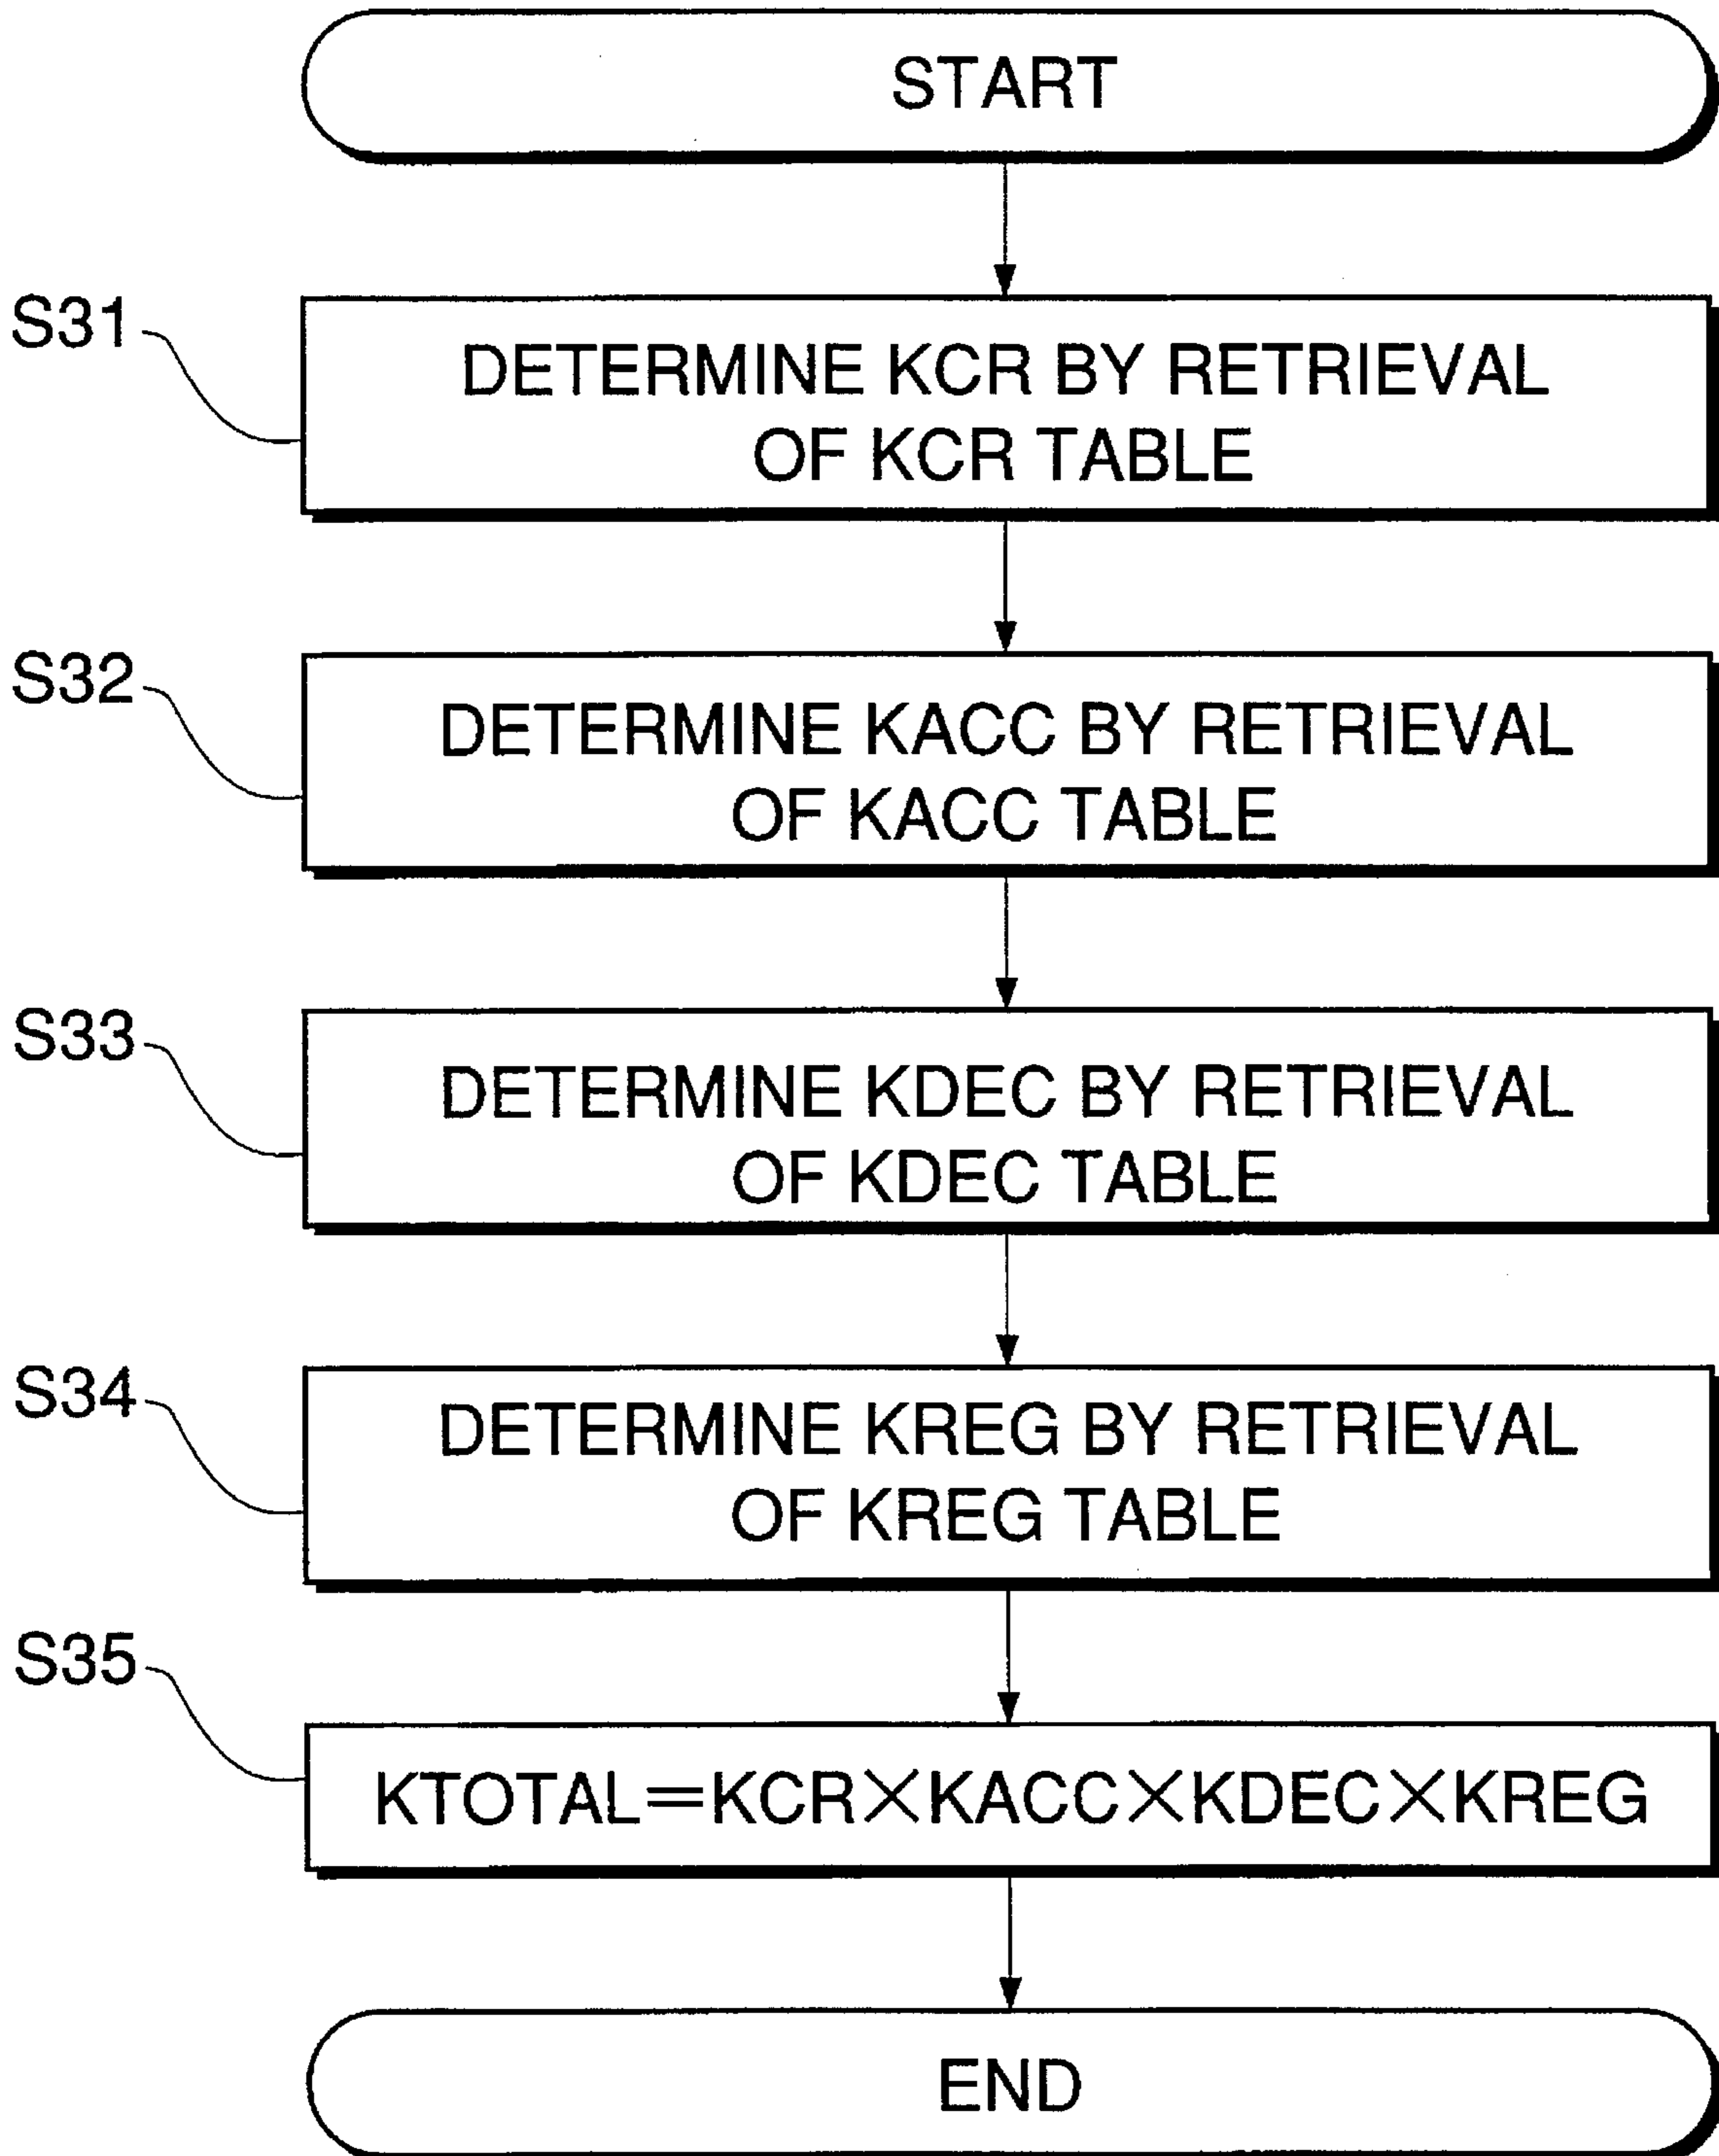 START
S31
DETERMINE KCR BY RETRIEVAL
OF KCR TABLE
S32
DETERMINE KACC BY RETRIEVAL
OF KACC TABLE
S33
DETERMINE KDEC BY RETRIEVAL
OF KDEC TABLE
S34
DETERMINE KREG BY RETRIEVAL
OF KREG TABLE
S35
KTOTAL=KCR×KACC×KDEC×KREG
END